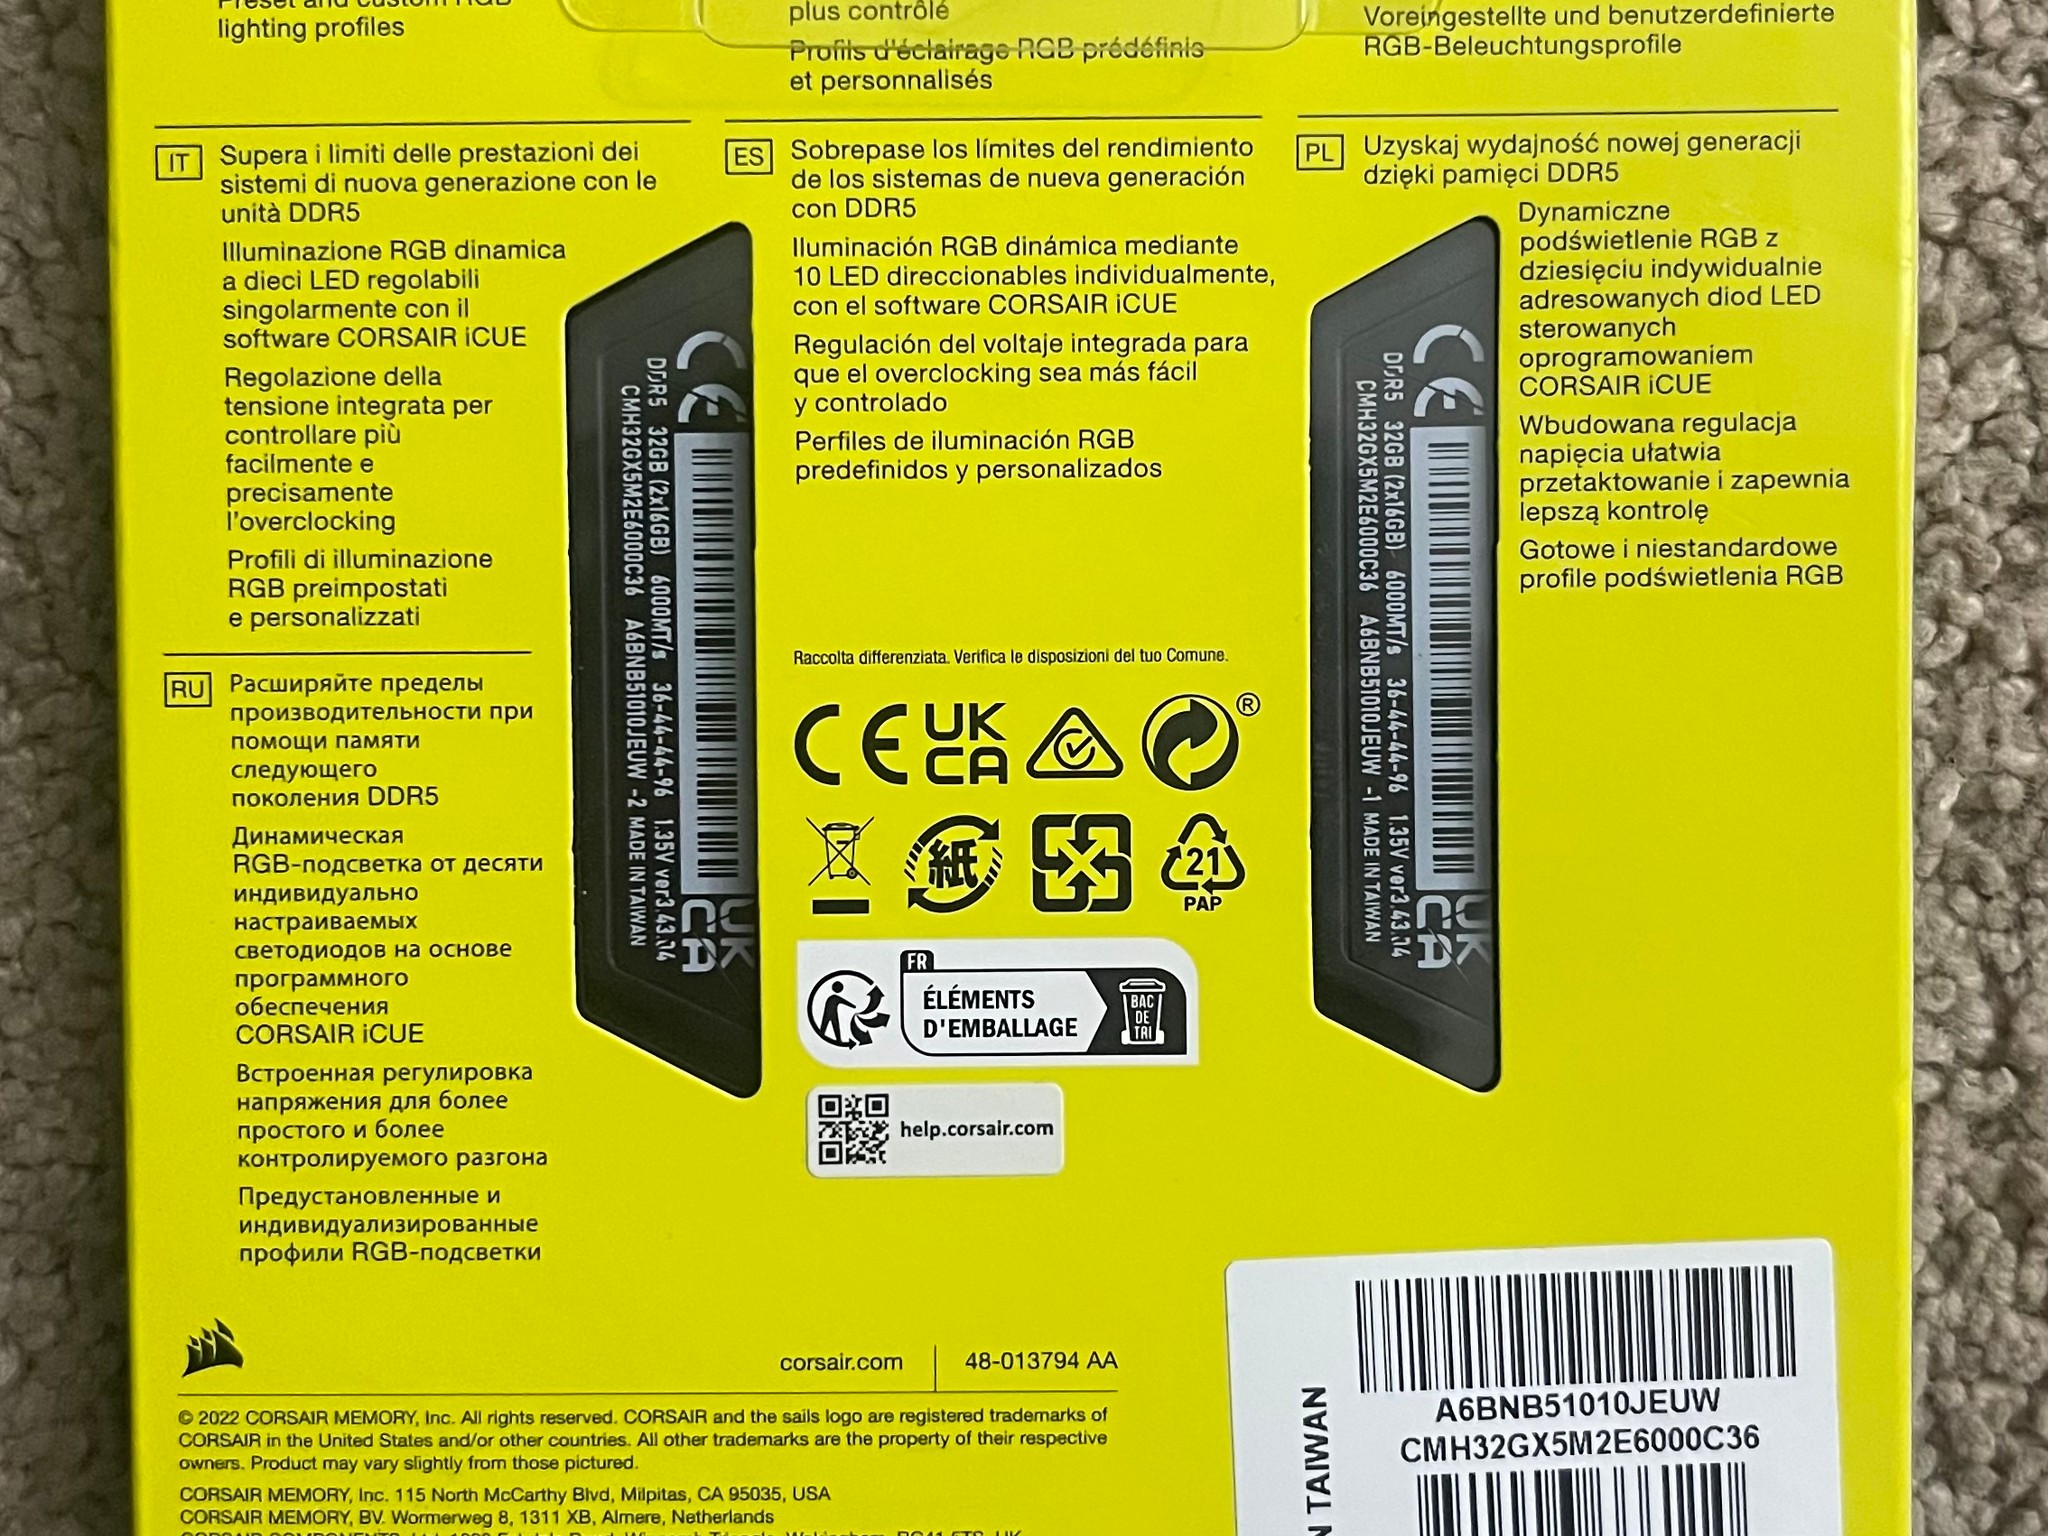 lighting profiles
plus contrôlé
Profils d'éclairage RGB prédéfinis
et personnalisés
Voreingestellte und benutzerdefinierte
RGB-Beleuchtungsprofile
IT
Supera i limiti delle prestazioni dei
sistemi di nuova generazione con le
unità DDR5
Illuminazione RGB dinamica
a dieci LED regolabili
singolarmente con il
software CORSAIR iCUE
Regolazione della
tensione integrata per
controllare più
facilmente e
precisamente
l'overclocking
Profili di illuminazione
RGB preimpostati
e personalizzati
RU
Расширяйте пределы
производительности при
помощи памяти
следующего
поколения DDR5
Динамическая
RGB-подсветка от десяти
индивидуально
настраиваемых
светодиодов на основе
программного
обеспечения
CORSAIR iCUE
Встроенная регулировка
напряжения для более
простого и более
контролируемого разгона
Предустановленные и
индивидуализированные
профили RGB-подсветки
CE
DDR5 32GB (2x16GB) 6000MT/s 36-44-44-96 1.35V ver3.43.14
CMH32GX5M2E6000C36 A6BNB51010JEUW -2 MADE IN TAIWAN
UK
CA
ES
Sobrepase los límites del rendimiento
de los sistemas de nueva generación
con DDR5
Iluminación RGB dinámica mediante
10 LED direccionables individualmente,
con el software CORSAIR iCUE
Regulación del voltaje integrada para
que el overclocking sea más fácil
y controlado
Perfiles de iluminación RGB
predefinidos y personalizados
Raccolta differenziata. Verifica le disposizioni del tuo Comune.
CE UK
CA
®
紙
21
PAP
FR
ÉLÉMENTS
D'EMBALLAGE
BAC
DE
TRI
help.corsair.com
PL
Uzyskaj wydajność nowej generacji
dzięki pamięci DDR5
Dynamiczne
podświetlenie RGB z
dziesięciu indywidualnie
adresowanych diod LED
sterowanych
oprogramowaniem
CORSAIR iCUE
Wbudowana regulacja
napięcia ułatwia
przetaktowanie i zapewnia
lepszą kontrolę
Gotowe i niestandardowe
profile podświetlenia RGB
CE
DDR5 32GB (2x16GB) 6000MT/s 36-44-44-96 1.35V ver3.43.14
CMH32GX5M2E6000C36 A6BNB51010JEUW -1 MADE IN TAIWAN
UK
CA
corsair.com
48-013794 AA
© 2022 CORSAIR MEMORY, Inc. All rights reserved. CORSAIR and the sails logo are registered trademarks of
CORSAIR in the United States and/or other countries. All other trademarks are the property of their respective
owners. Product may vary slightly from those pictured.
CORSAIR MEMORY, Inc. 115 North McCarthy Blvd, Milpitas, CA 95035, USA
CORSAIR MEMORY, BV. Wormerweg 8, 1311 XB, Almere, Netherlands
A6BNB51010JEUW
CMH32GX5M2E6000C36
TAIWAN